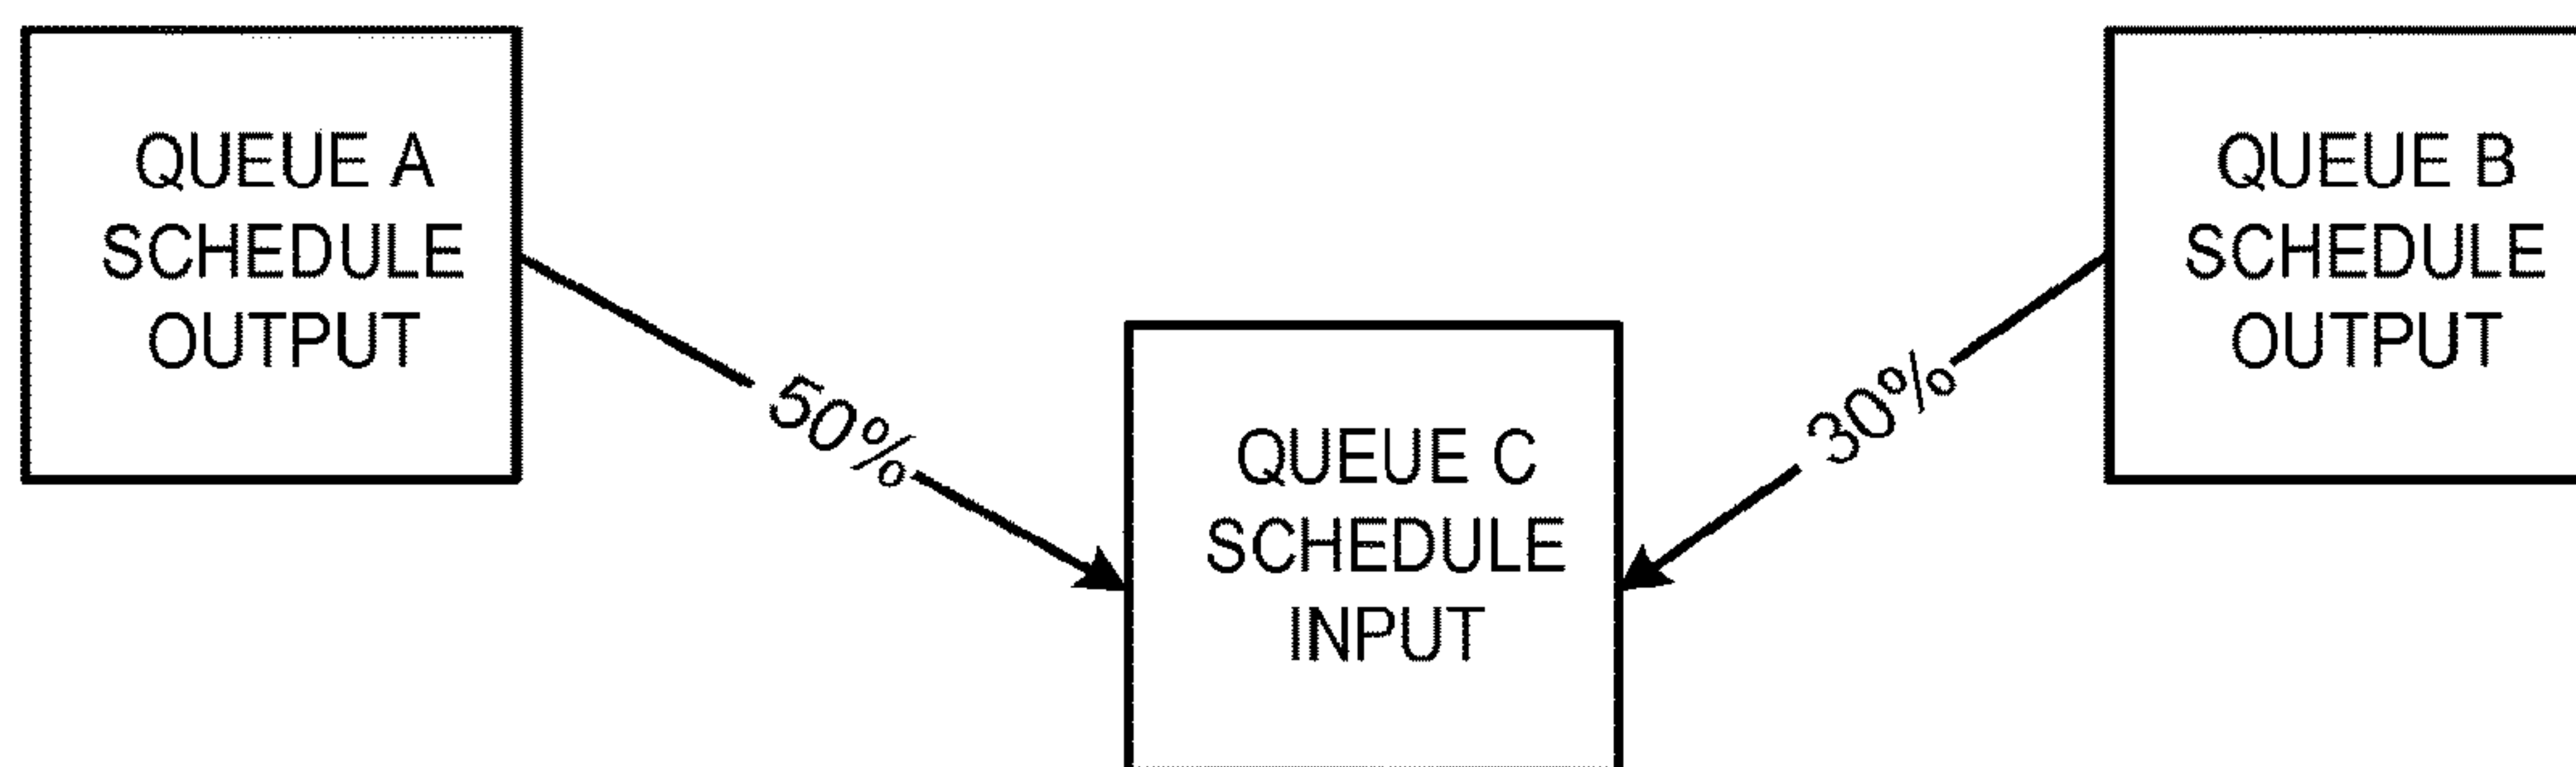 QUEUE A
SCHEDULE
OUTPUT
50%
QUEUE C
SCHEDULE
INPUT
30%
QUEUE B
SCHEDULE
OUTPUT